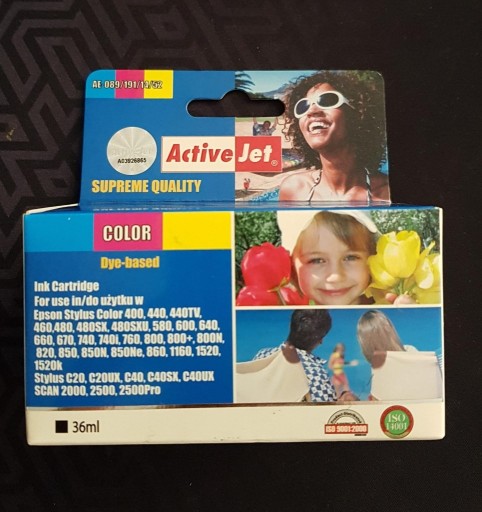 AE-089/191/14/52
A03926865
ActiveJet®
SUPREME QUALITY
COLOR
Dye-based
Ink Cartridge
For use in/do użytku w
Epson Stylus Color 400, 440, 440TV,
460,480, 480SX, 480SXU, 580, 600, 640,
660, 670, 740, 740i, 760, 800, 800+, 800N,
820, 850, 850N, 850Ne, 860, 1160, 1520,
1520k
Stylus C20, C20UX, C40, C40SX, C40UX
SCAN 2000, 2500, 2500Pro
36ml
ISO 9001:2000
ISO
14001